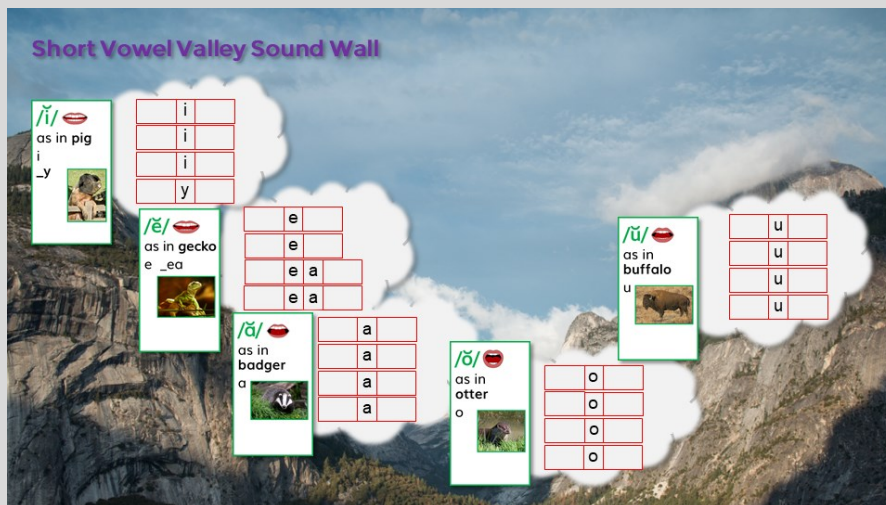 Short Vowel Valley Sound Wall
/ĭ/
as in pig
i
_y
i
i
i
y
/ĕ/
as in gecko
e _ea
e
e
e a
e a
/ă/
as in
badger
a
a
a
a
a
/ŏ/
as in
otter
o
o
o
o
o
/ŭ/
as in
buffalo
u
u
u
u
u